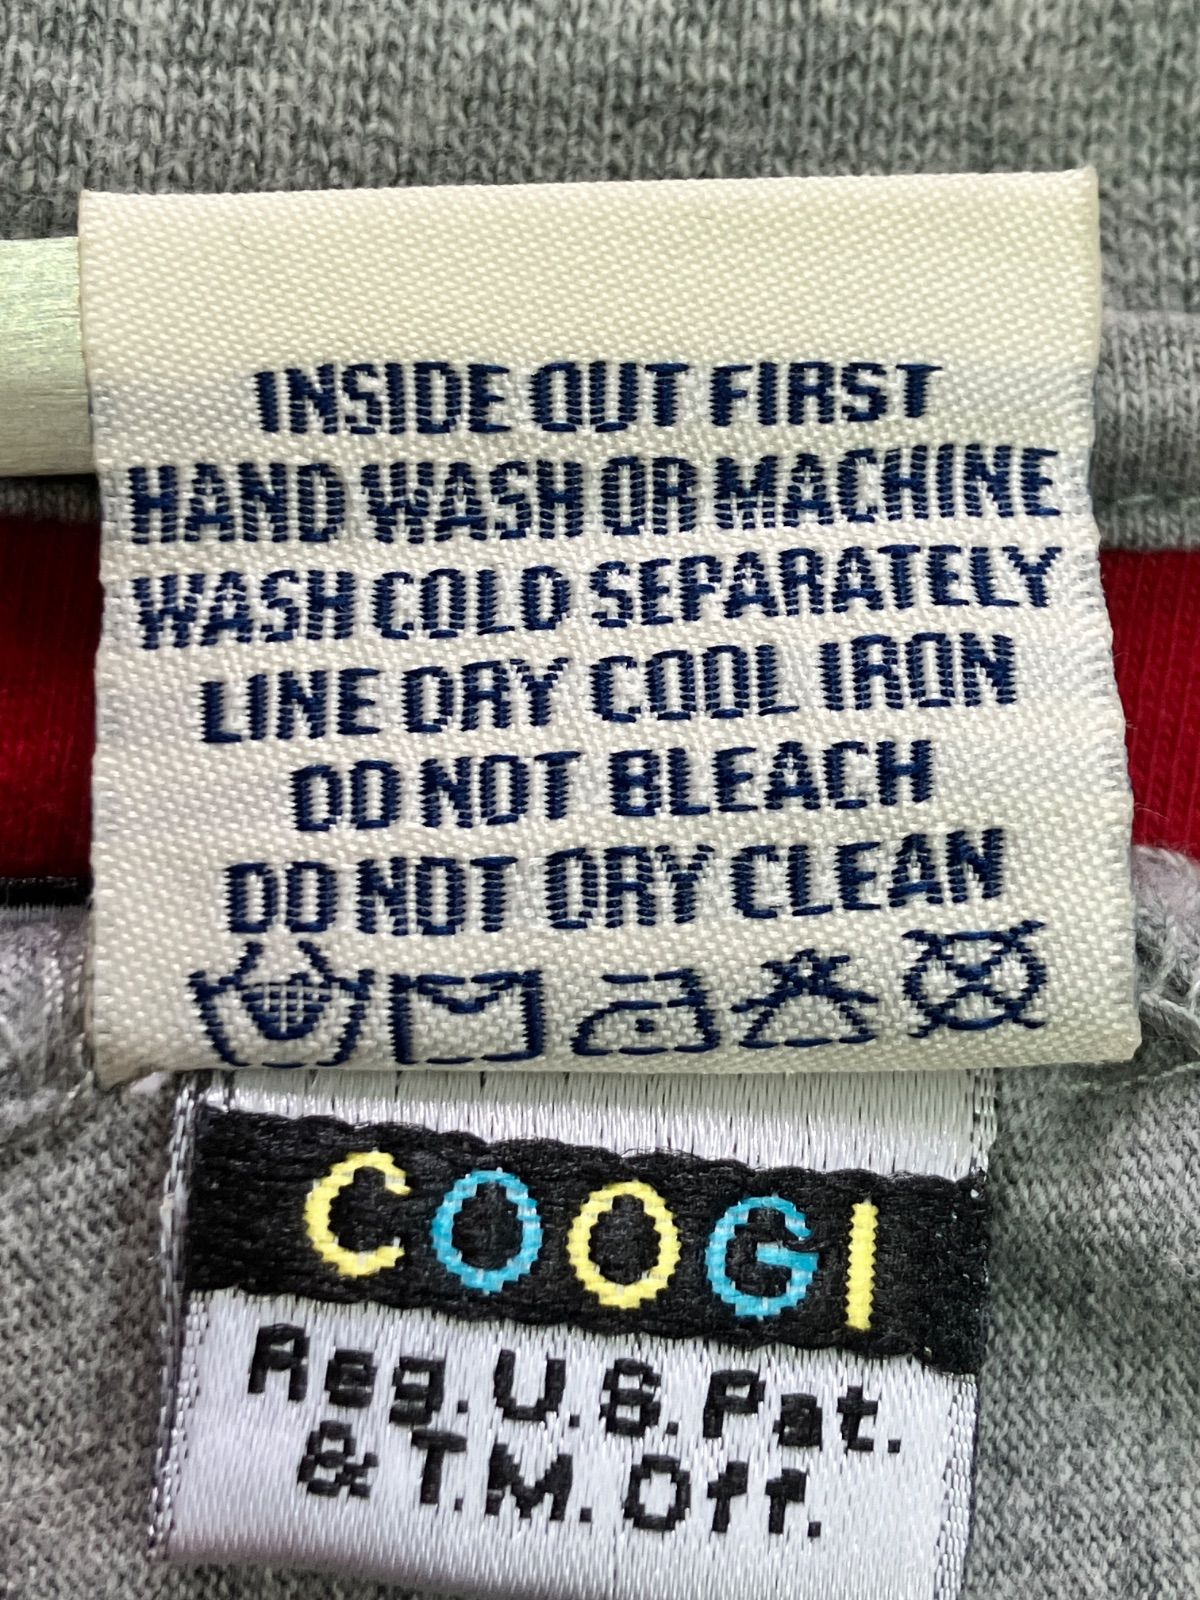 INSIDE OUT FIRST
HAND WASH OR MACHINE
WASH COLD SEPARATELY
LINE DRY COOL IRON
DO NOT BLEACH
DO NOT DRY CLEAN
COOGI
Reg. U.S. Pat.
& T.M. Off.